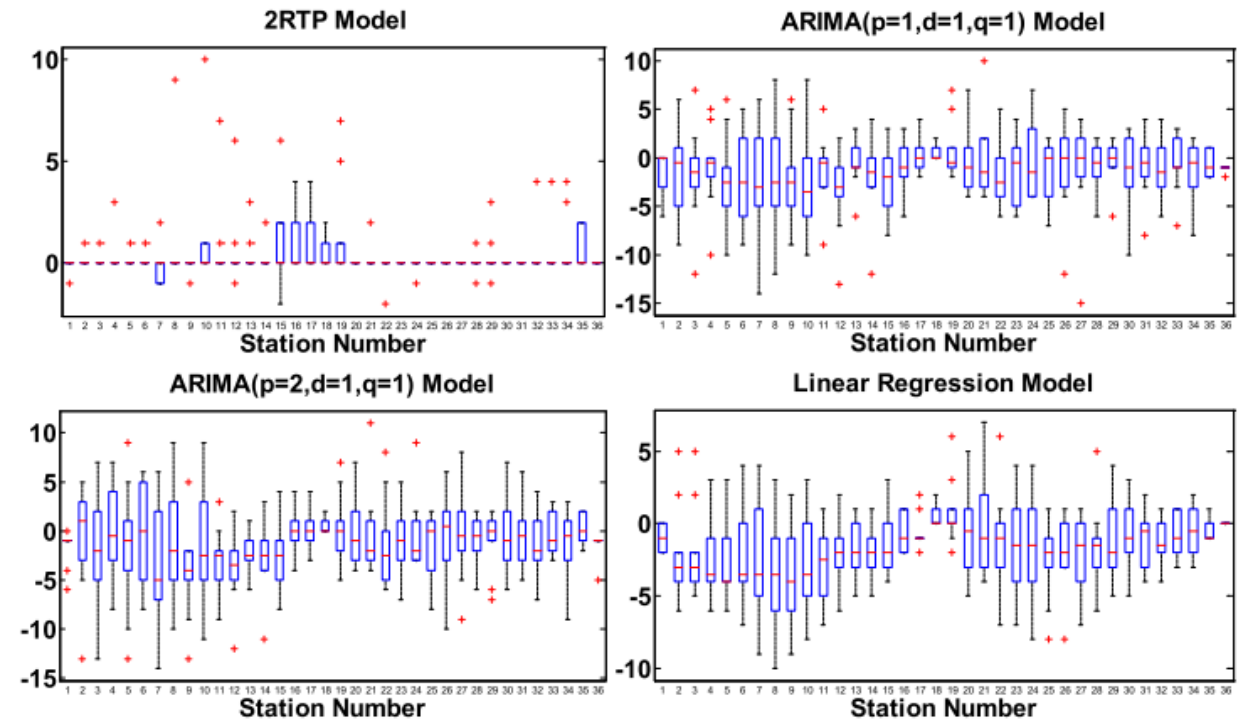 2RTP Model
10
5
0
1 2 3 4 5 6 7 8 9 10 11 12 13 14 15 16 17 18 19 20 21 22 23 24 25 26 27 28 29 30 31 32 33 34 35 36
Station Number
ARIMA(p=1,d=1,q=1) Model
10
5
0
-5
-10
-15
1 2 3 4 5 6 7 8 9 10 11 12 13 14 15 16 17 18 19 20 21 22 23 24 25 26 27 28 29 30 31 32 33 34 35 36
Station Number
ARIMA(p=2,d=1,q=1) Model
10
5
0
-5
-10
-15
1 2 3 4 5 6 7 8 9 10 11 12 13 14 15 16 17 18 19 20 21 22 23 24 25 26 27 28 29 30 31 32 33 34 35 36
Station Number
Linear Regression Model
5
0
-5
-10
1 2 3 4 5 6 7 8 9 10 11 12 13 14 15 16 17 18 19 20 21 22 23 24 25 26 27 28 29 30 31 32 33 34 35 36
Station Number